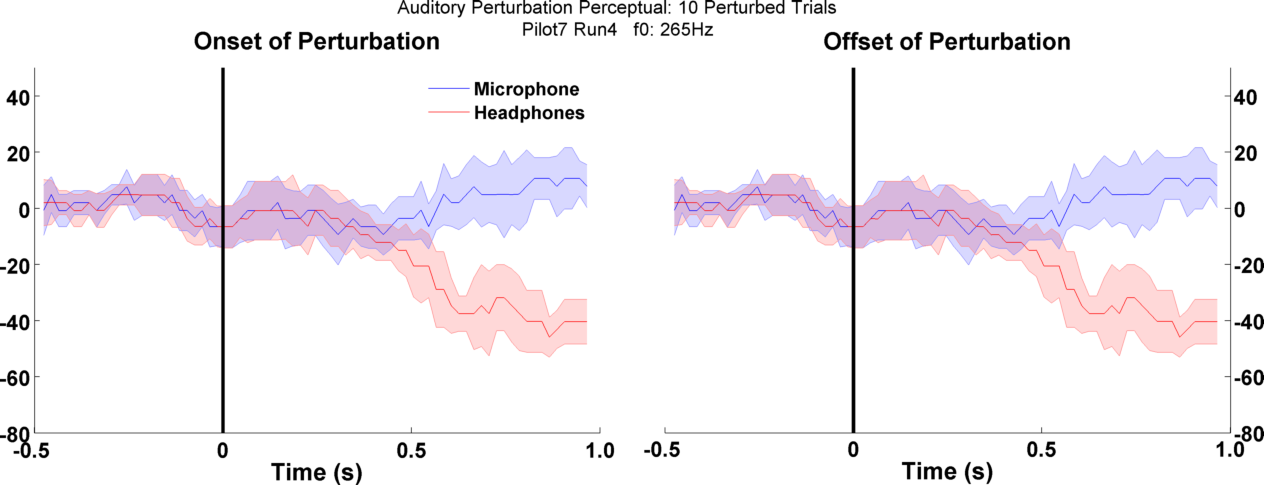 Auditory Perturbation Perceptual: 10 Perturbed Trials
Pilot7 Run4 f0: 265Hz
Onset of Perturbation
Offset of Perturbation
Microphone
Headphones
40
20
0
-20
-40
-60
-80
-0.5
0
0.5
1.0
Time (s)
40
20
0
-20
-40
-60
-80
-0.5
0
0.5
1.0
Time (s)